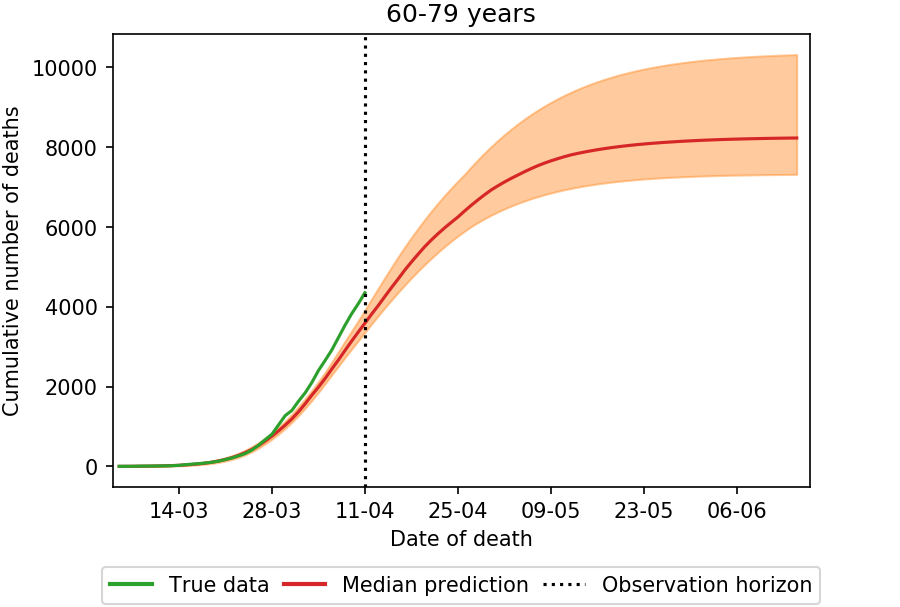 60-79 years
Cumulative number of deaths
10000
8000
6000
4000
2000
0
14-03 28-03 11-04 25-04 09-05 23-05 06-06
Date of death
True data Median prediction Observation horizon